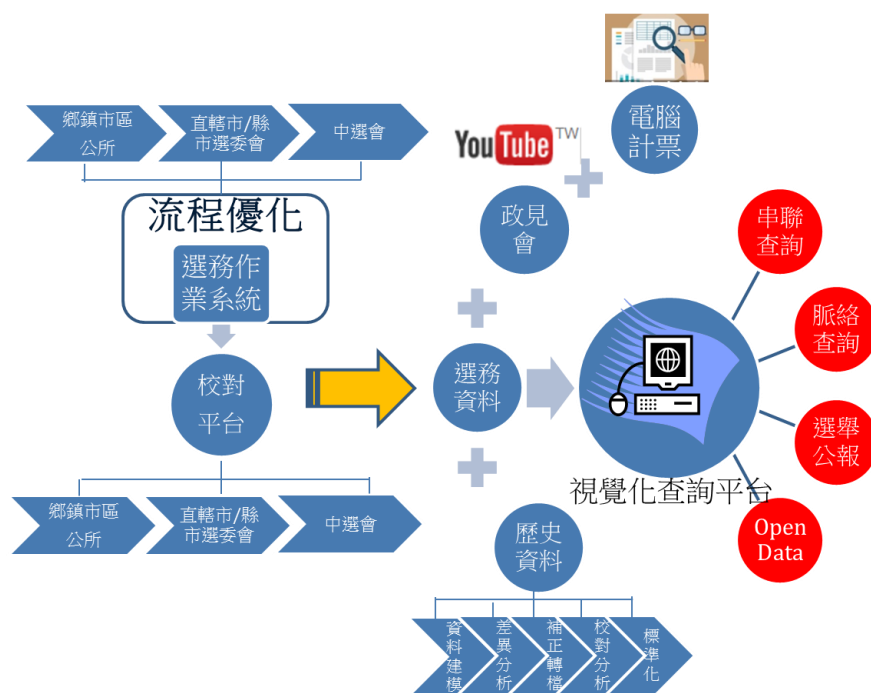 鄉鎮市區
公所
直轄市/縣
市選委會
中選會
流程優化
選務作
業系統
校對
平台
鄉鎮市區
公所
直轄市/縣
市選委會
中選會
YouTube TW
電腦
計票
政見
會
選務
資料
歷史
資料
資料建模
差異分析
補正轉檔
校對分析
標準化
視覺化查詢平台
串聯
查詢
脈絡
查詢
選舉
公報
Open
Data